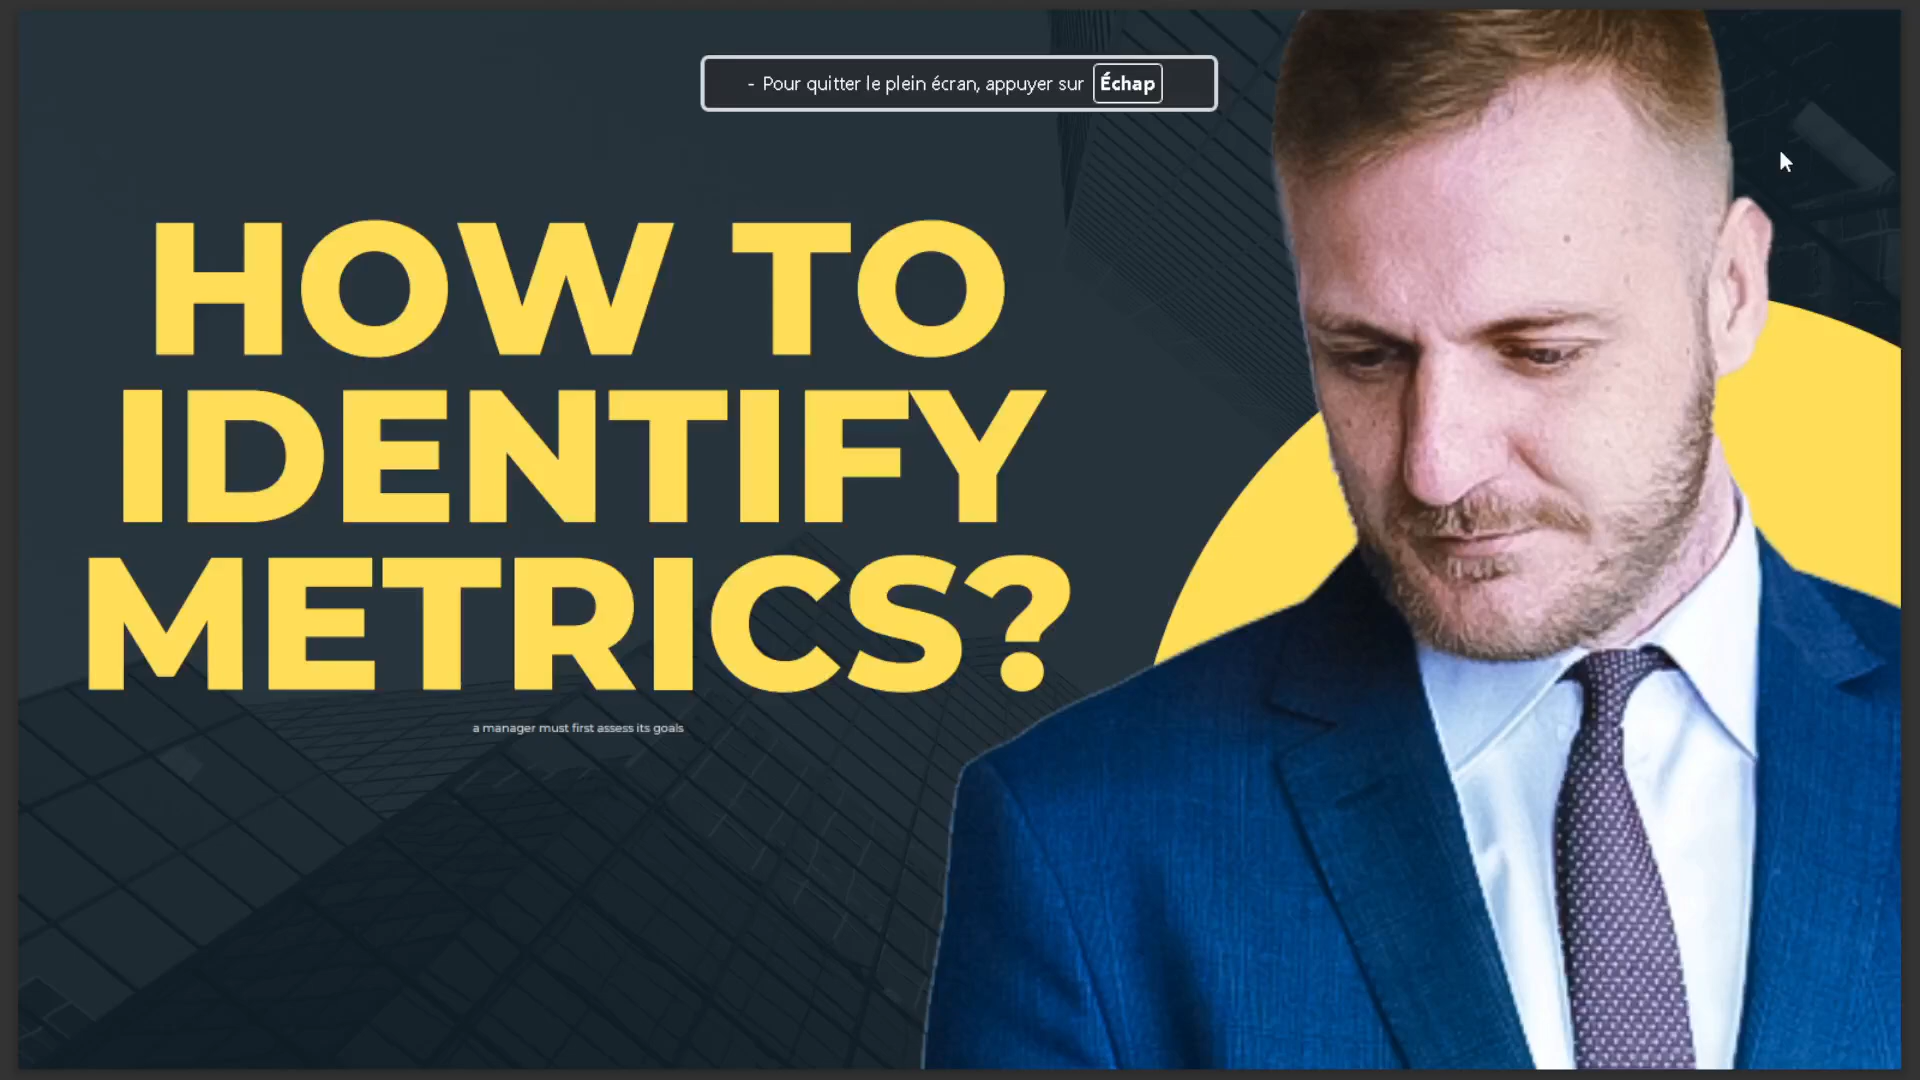 - Pour quitter le plein écran, appuyer sur Échap
HOW TO
IDENTIFY
METRICS?
a manager must first assess its goals